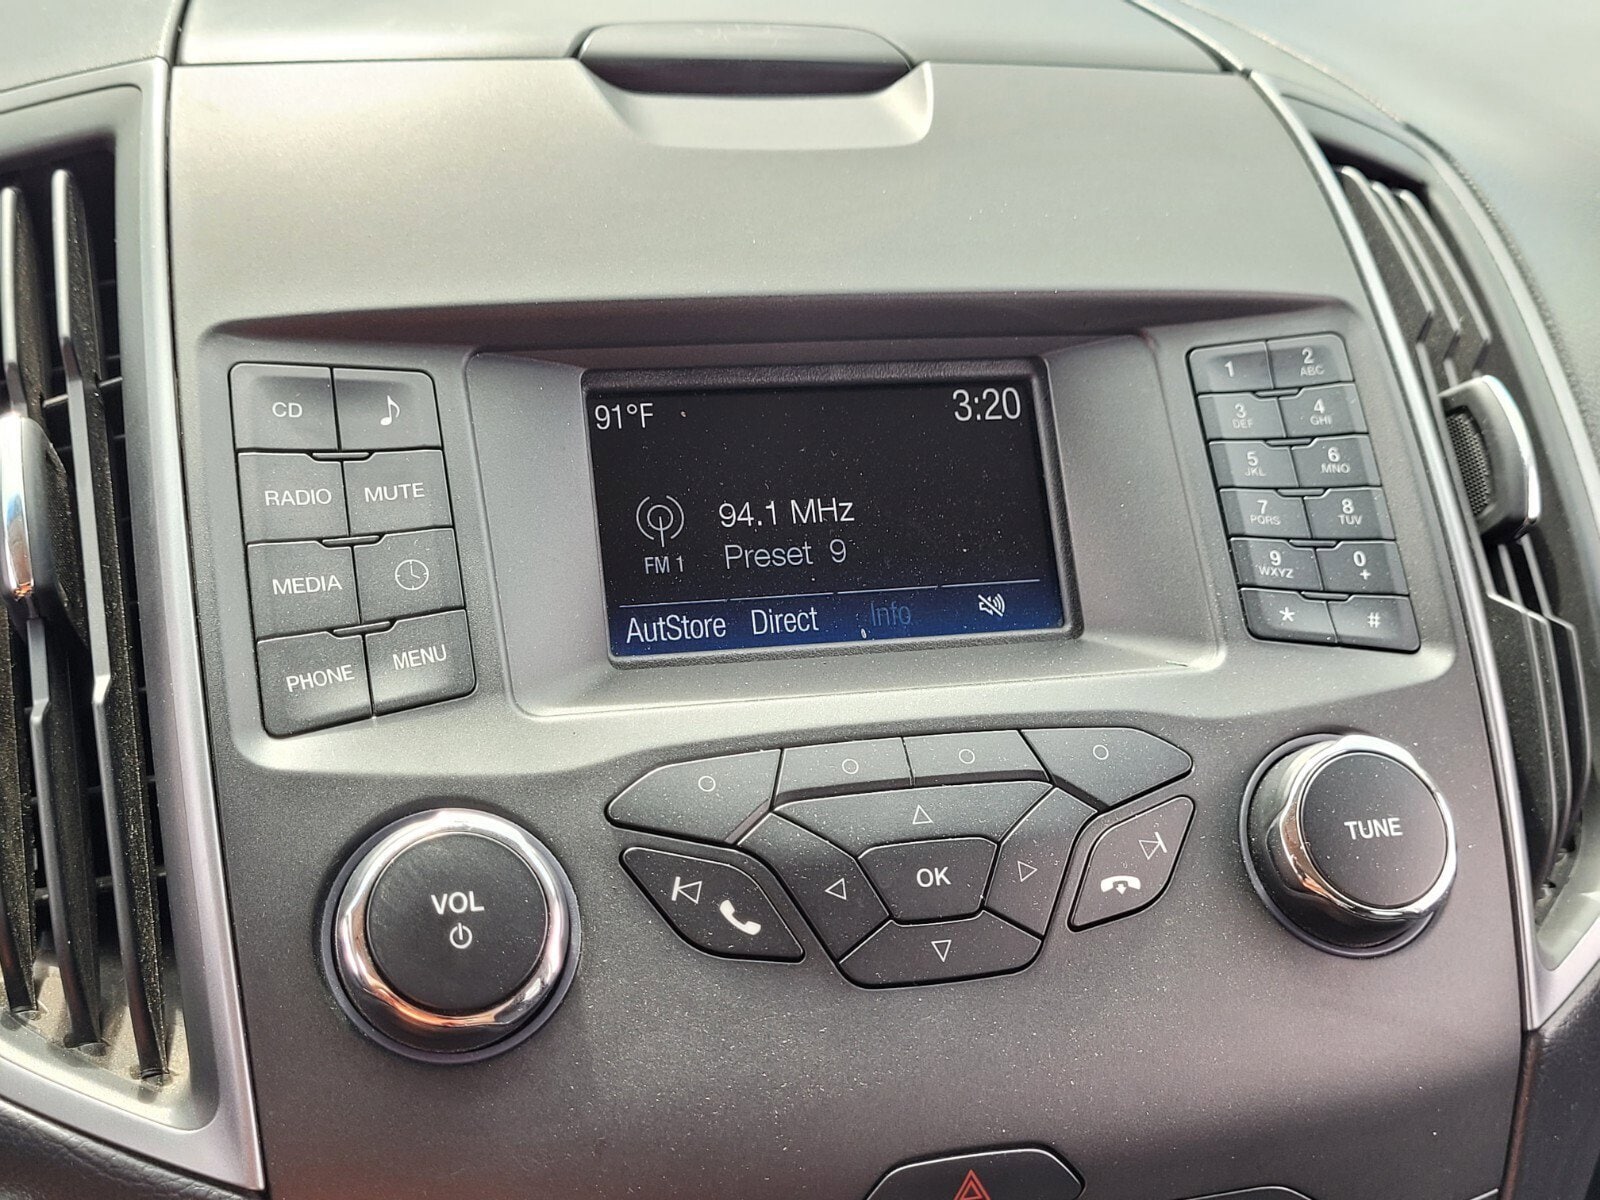 91°F 3:20
94.1 MHz
FM 1 Preset 9
AutStore Direct Info
CD
RADIO MUTE
MEDIA
PHONE MENU
1 2 ABC
3 DEF 4 GHI
5 JKL 6 MNO
7 PQRS 8 TUV
9 WXYZ 0 +
* #
VOL
OK
TUNE